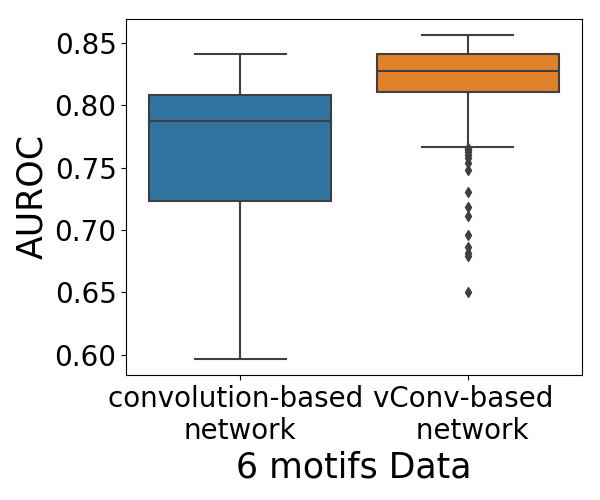 0.85
0.80
0.75
0.70
0.65
0.60
AUROC
convolution-based vConv-based
network network
6 motifs Data